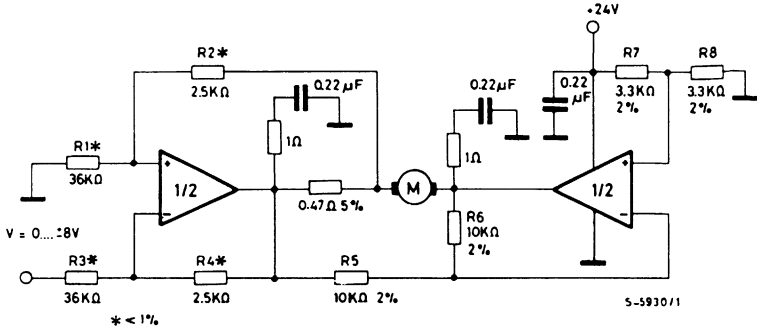 +24V
R2*
2.5KΩ
0.22µF
0.22µF
0.22
µF
R7
3.3KΩ
2%
R8
3.3KΩ
2%
R1*
36KΩ
+
1/2
−
1Ω
0.47Ω 5%
M
1Ω
+
1/2
−
R6
10KΩ
2%
V = 0....±8V
R3*
36KΩ
R4*
2.5KΩ
R5
10KΩ 2%
* < 1%
S-5930/1